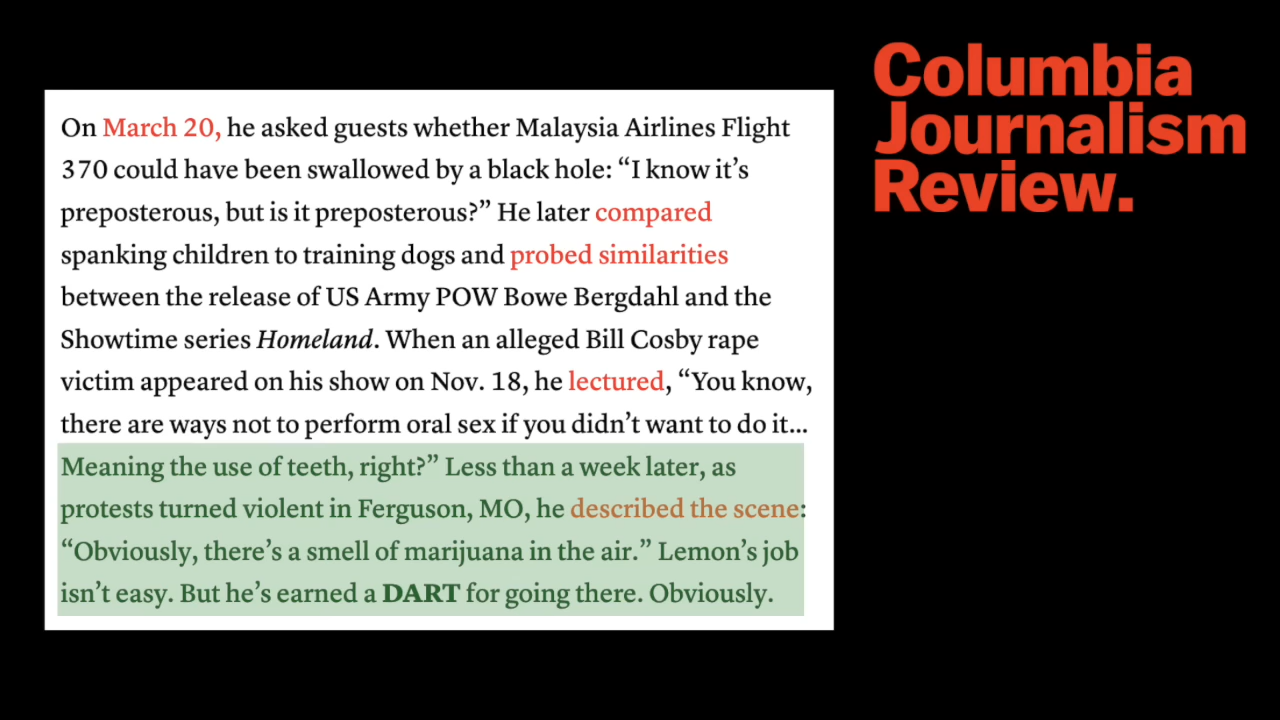 On March 20, he asked guests whether Malaysia Airlines Flight
370 could have been swallowed by a black hole: “I know it’s
preposterous, but is it preposterous?” He later compared
spanking children to training dogs and probed similarities
between the release of US Army POW Bowe Bergdahl and the
Showtime series Homeland. When an alleged Bill Cosby rape
victim appeared on his show on Nov. 18, he lectured, “You know,
there are ways not to perform oral sex if you didn’t want to do it...
Meaning the use of teeth, right?” Less than a week later, as
protests turned violent in Ferguson, MO, he described the scene:
“Obviously, there’s a smell of marijuana in the air.” Lemon’s job
isn’t easy. But he’s earned a DART for going there. Obviously.
Columbia
Journalism
Review.